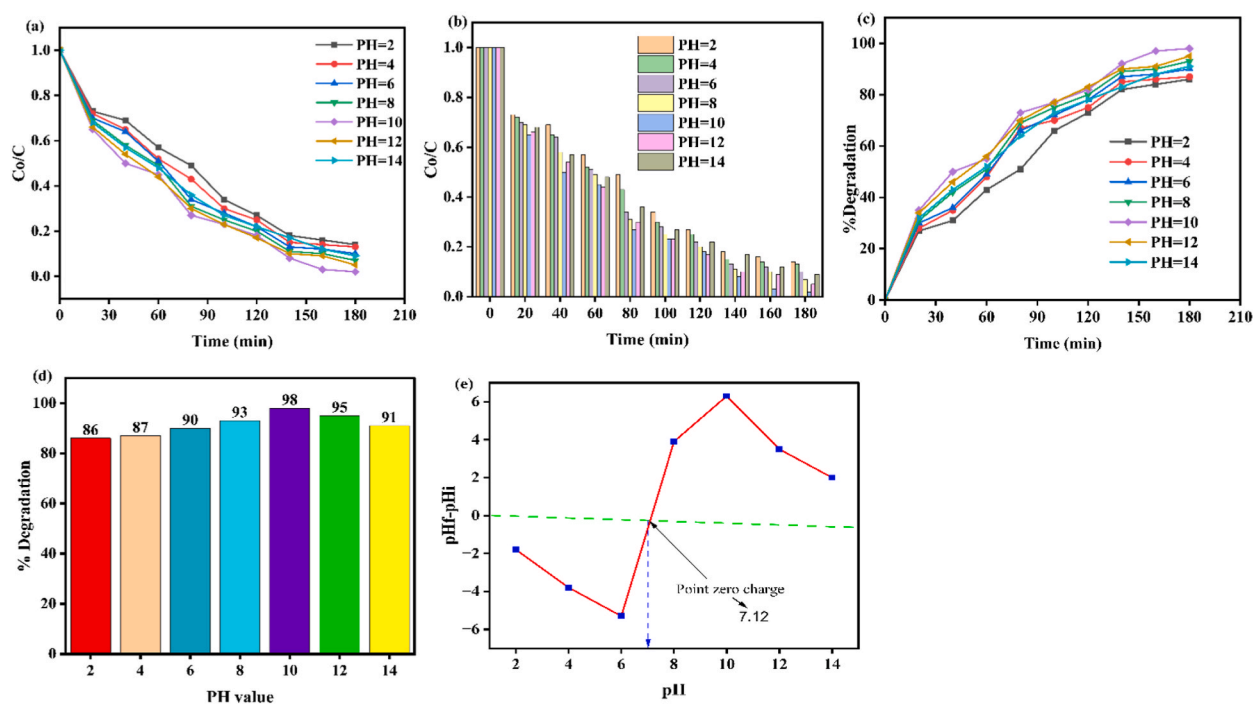 (a)
PH=2
PH=4
PH=6
PH=8
PH=10
PH=12
PH=14
1.0
0.8
0.6
0.4
0.2
0.0
Co/C
0 30 60 90 120 150 180 210
Time (min)
(b)
PH=2
PH=4
PH=6
PH=8
PH=10
PH=12
PH=14
1.0
0.8
0.6
0.4
0.2
0.0
Co/C
0 20 40 60 80 100 120 140 160 180
Time (min)
(c)
100
80
60
40
20
0
%Degradation
PH=2
PH=4
PH=6
PH=8
PH=10
PH=12
PH=14
0 30 60 90 120 150 180 210
Time (min)
(d)
100
80
60
40
20
0
% Degradation
86 87 90 93 98 95 91
2 4 6 8 10 12 14
PH value
(e)
6
4
2
0
−2
−4
−6
pHf-pHi
Point zero charge
7.12
2 4 6 8 10 12 14
pH